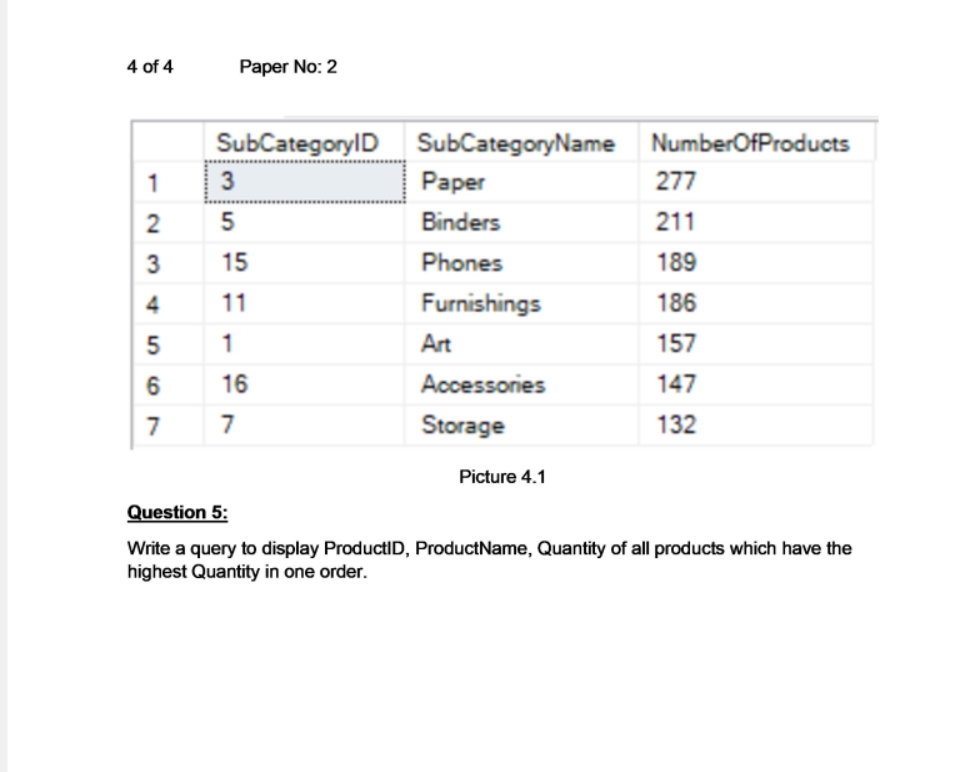 4 of 4 Paper No: 2
SubCategoryID SubCategoryName NumberOfProducts
1 3 Paper 277
2 5 Binders 211
3 15 Phones 189
4 11 Furnishings 186
5 1 Art 157
6 16 Accessories 147
7 7 Storage 132
Picture 4.1
Question 5:
Write a query to display ProductID, ProductName, Quantity of all products which have the
highest Quantity in one order.